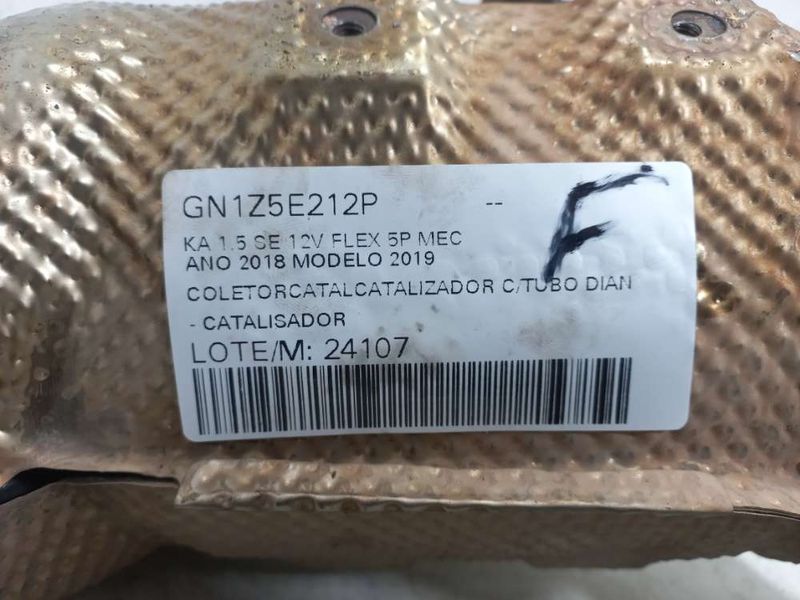 GN1Z5E212P --
F
KA 1.5 SE 12V FLEX 5P MEC
ANO 2018 MODELO 2019
COLETORCATALCATALIZADOR C/TUBO DIAN
- CATALISADOR
LOTE/M: 24107